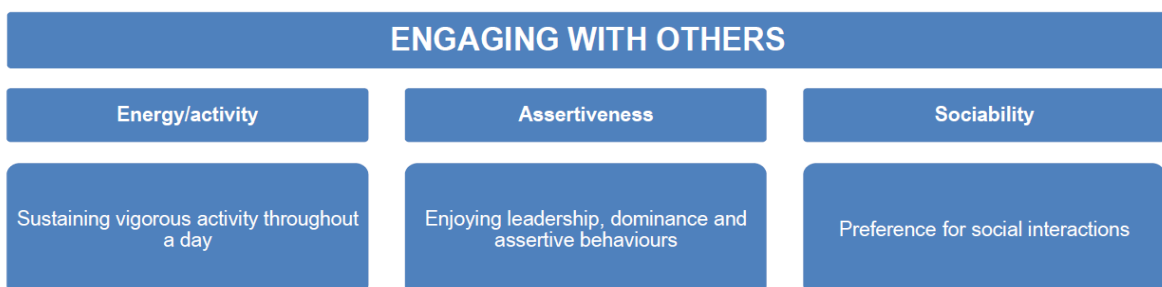 ENGAGING WITH OTHERS
Energy/activity
Assertiveness
Sociability
Sustaining vigorous activity throughout
a day
Enjoying leadership, dominance and
assertive behaviours
Preference for social interactions